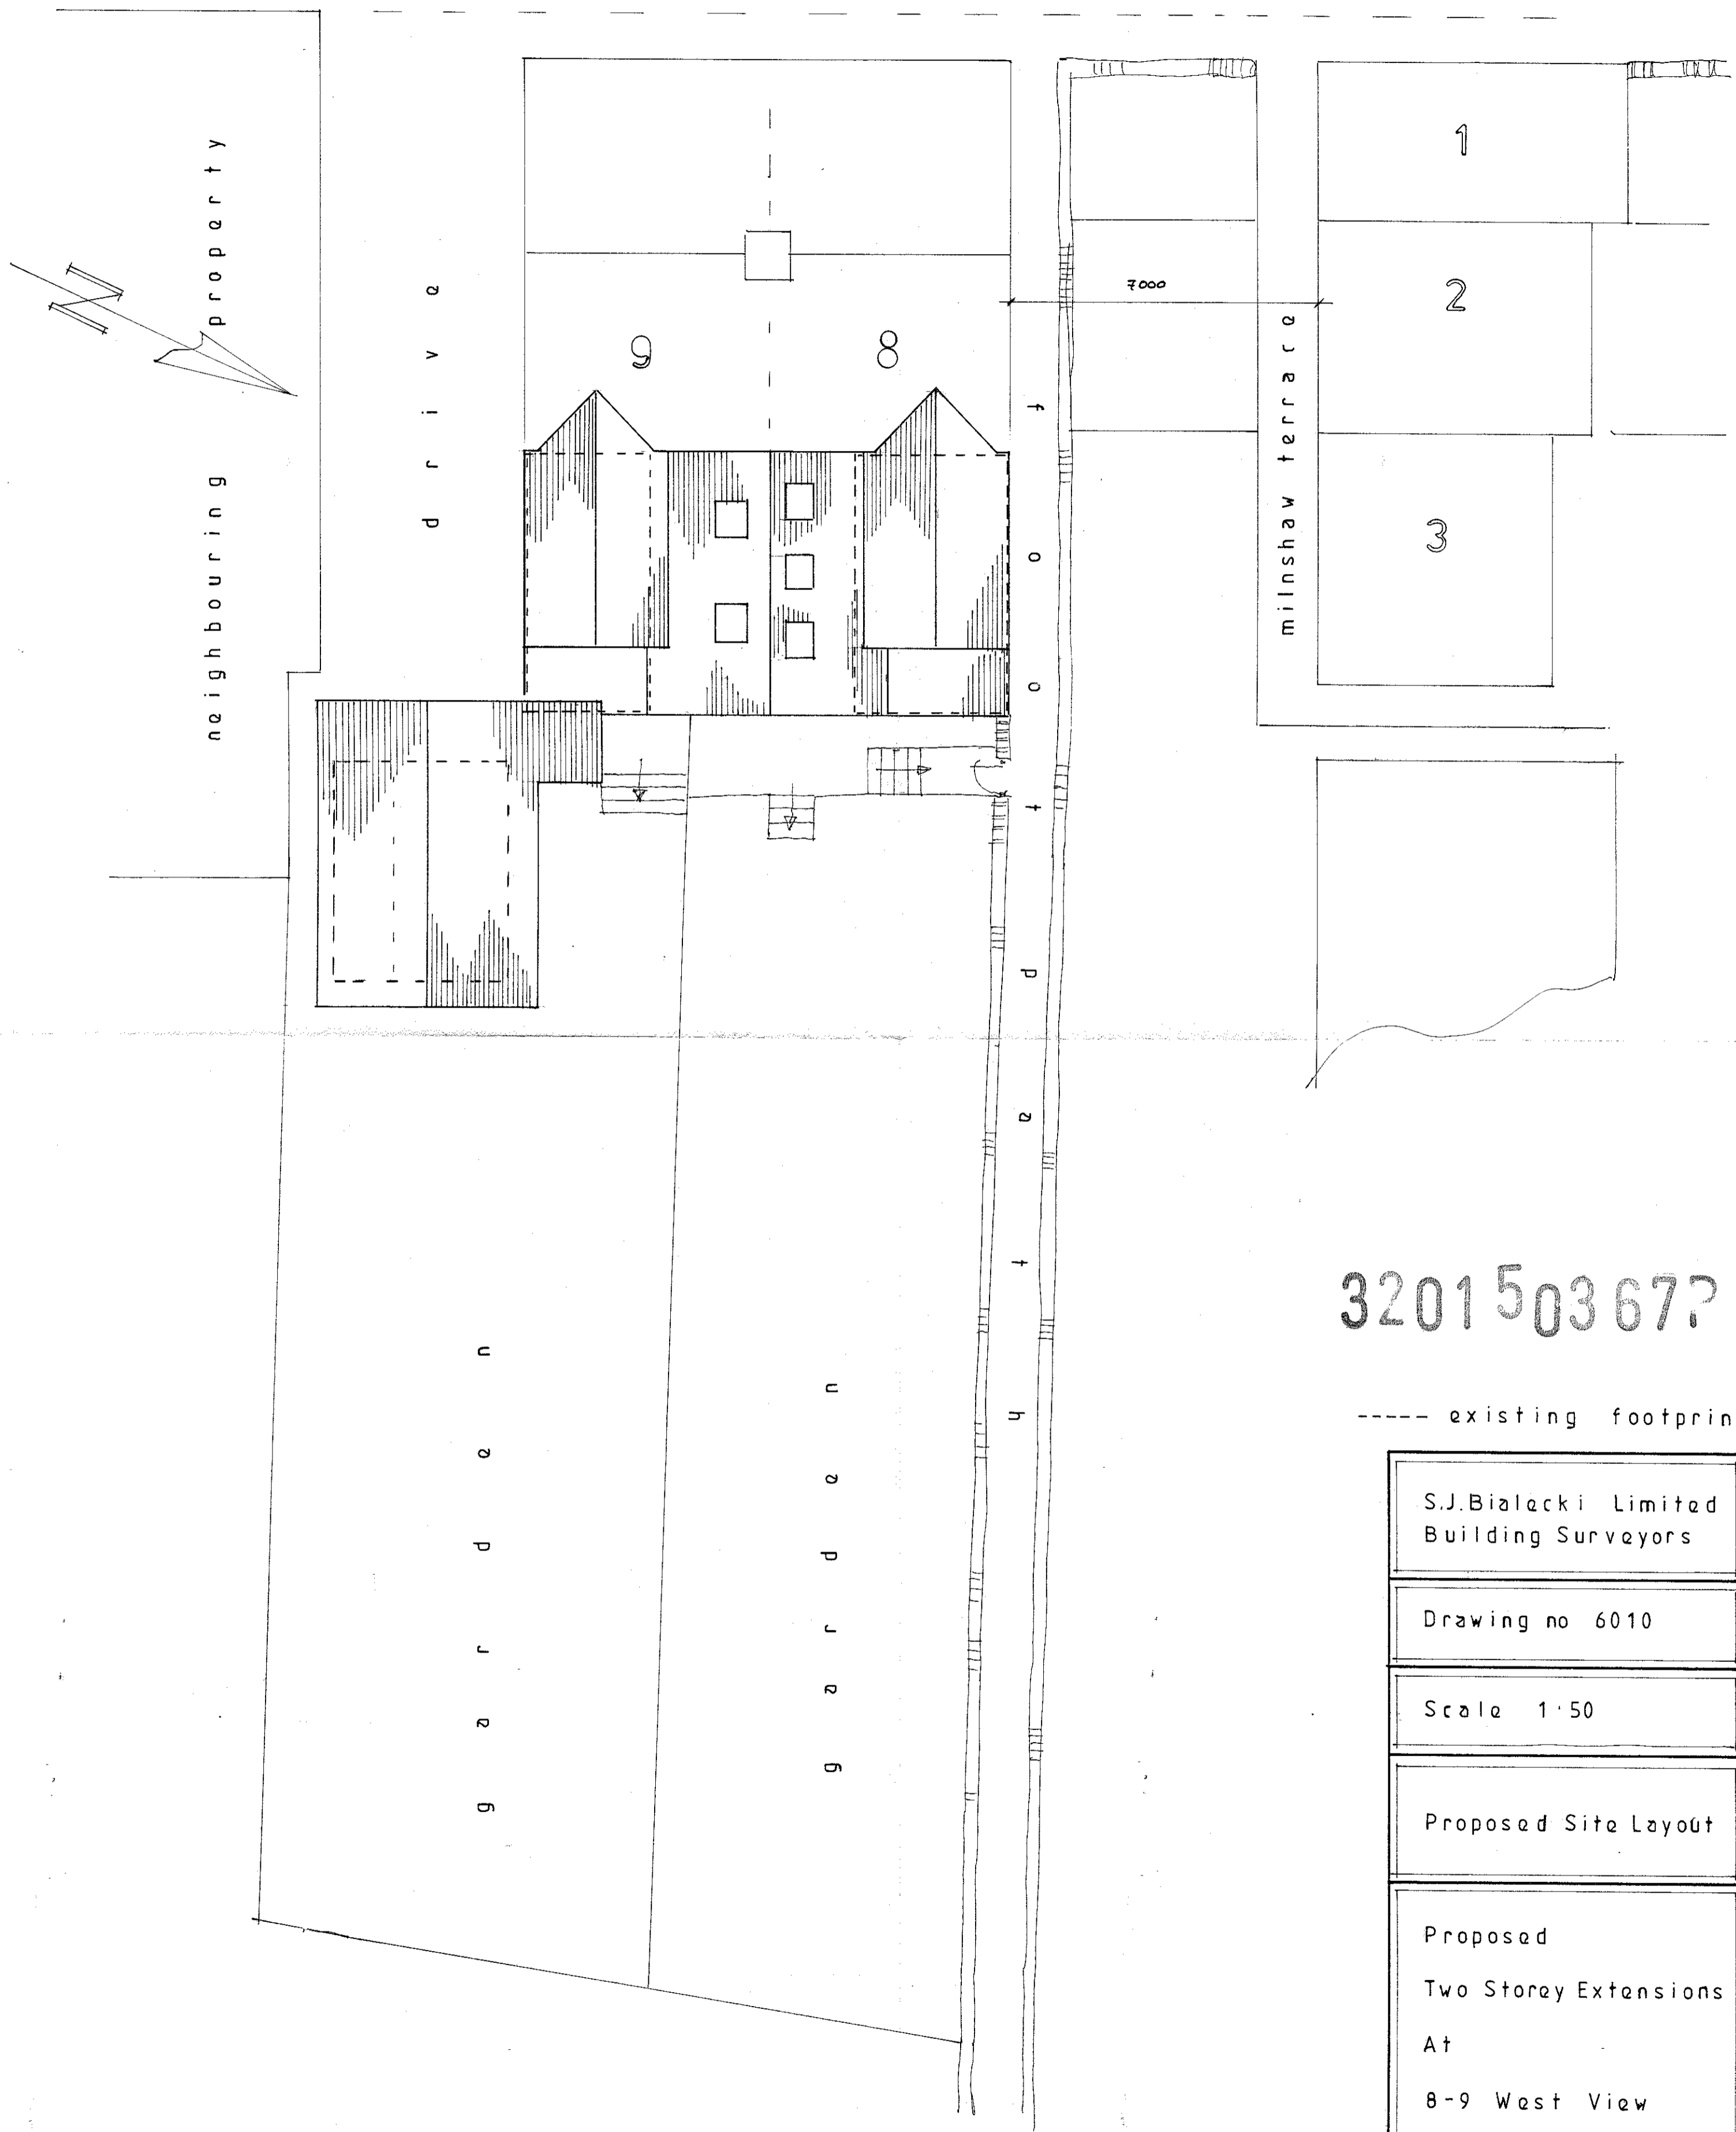 neighbouring property
drive
9
8
footpath
7000
milnshaw terrace
1
2
3
N
garden
garden
320150367?
----- existing footprin
S.J.Bialecki Limited
Building Surveyors
Drawing no 6010
Scale 1:50
Proposed Site Layout
Proposed
Two Storey Extensions
At
8-9 West View